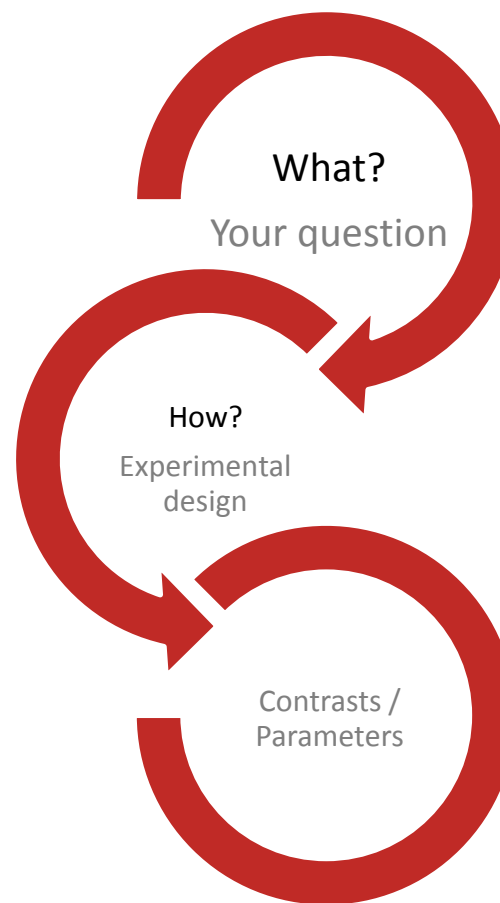 What?
Your question
How?
Experimental
design
Contrasts /
Parameters